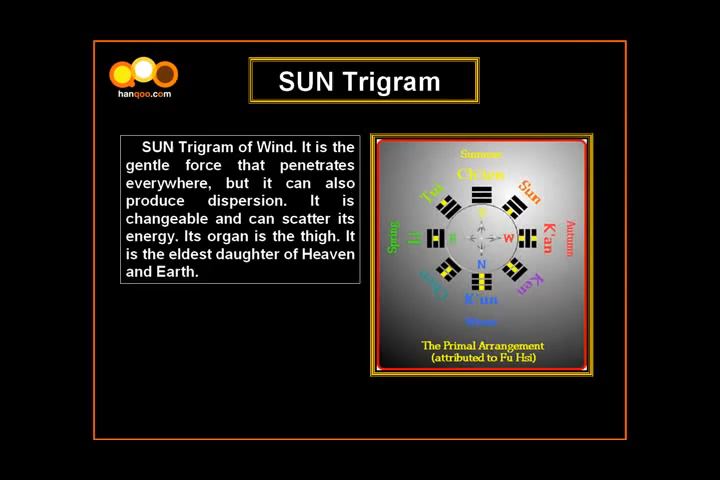 SUN Trigram
hanqoo.com
SUN Trigram of Wind. It is the
gentle force that penetrates
everywhere, but it can also
produce dispersion. It is
changeable and can scatter its
energy. Its organ is the thigh. It
is the eldest daughter of Heaven
and Earth.
Summer
Ch'ien
Tui
Sun
S
Spring
Li
E
W
K'an
Autumn
N
Ken
K'un
The Primal Arrangement
(attributed to Fu Hsi)